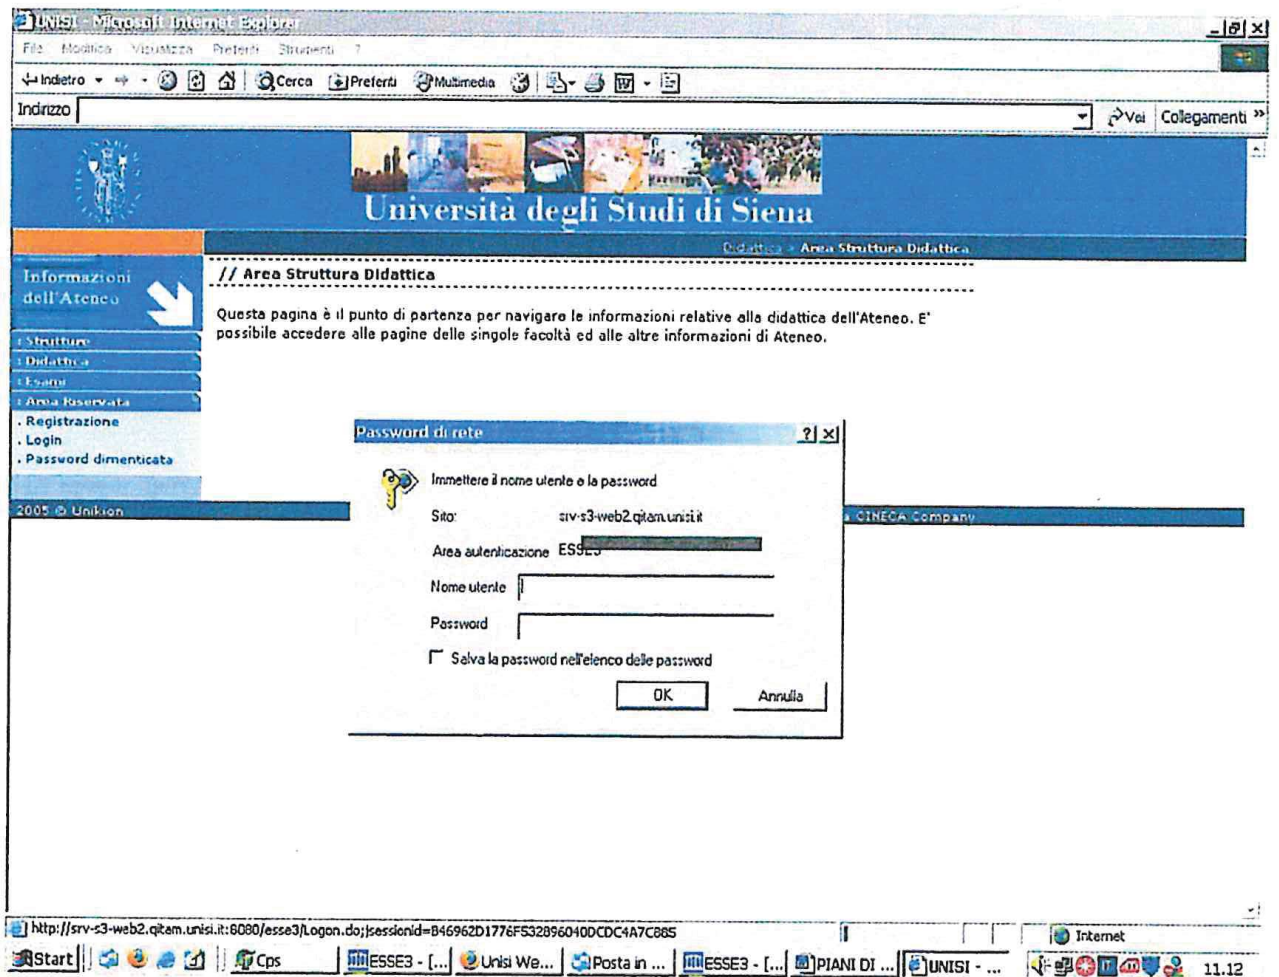 UNISI - Microsoft Internet Explorer
File Modifica Visualizza Preferiti Strumenti ?
Indietro Cerca Preferiti Multimedia
Indirizzo Vai Collegamenti »
Università degli Studi di Siena
Didattica » Area Struttura Didattica
Informazioni
dell'Ateneo
// Area Struttura Didattica
Questa pagina è il punto di partenza per navigare le informazioni relative alla didattica dell'Ateneo. E'
possibile accedere alle pagine delle singole facoltà ed alle altre informazioni di Ateneo.
: Strutture
: Didattica
: Esami
: Area Riservata
. Registrazione
. Login
. Password dimenticata
2005 © Unikion
a CINECA Company
Password di rete
Immettere il nome utente e la password
Sito: srv-s3-web2.qitam.unisi.it
Area autenticazione ESSE3
Nome utente
Password
Salva la password nell'elenco delle password
OK Annulla
http://srv-s3-web2.qitam.unisi.it:6080/esse3/Logon.do;jsessionid=846962D1776F532896040DCDC4A7C885
Internet
Start Cps ESSE3 - [... Unisi We... Posta in ... ESSE3 - [... PIANI DI ... UNISI - ... 11.12